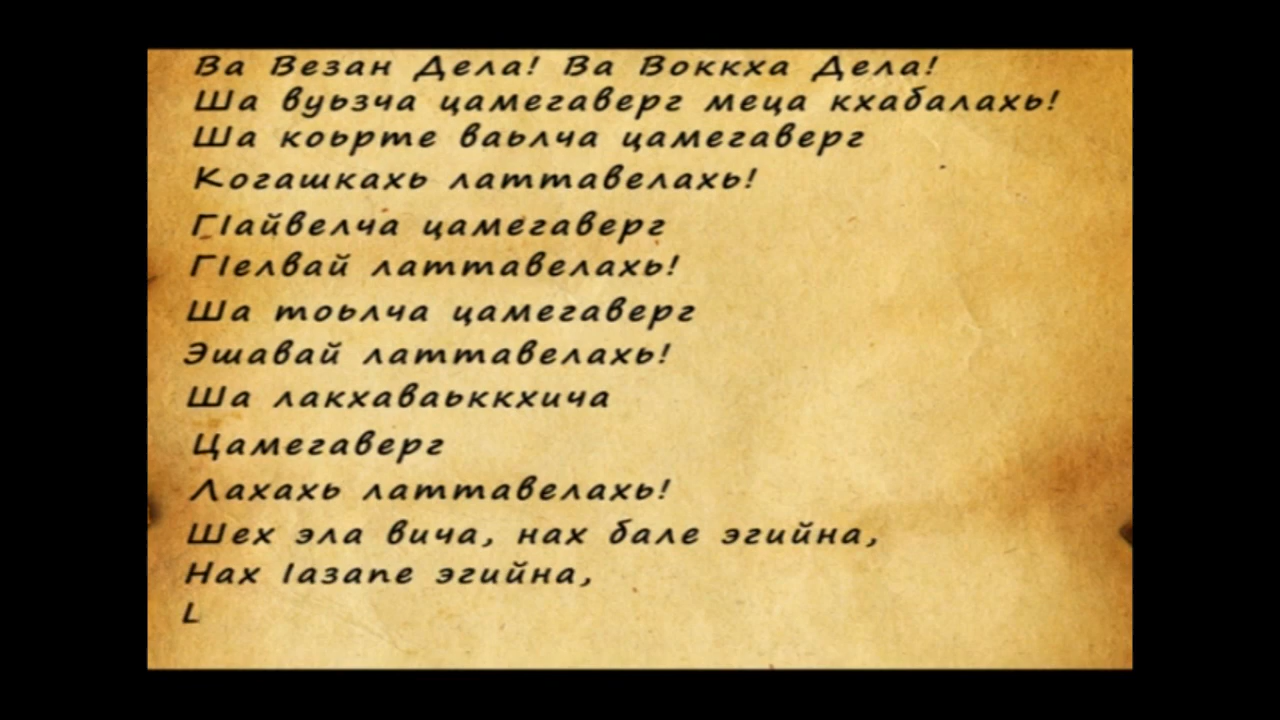 Ва Везан Дела! Ва Воккха Дела!
Ша вуьзча цамегаверг меца кхабалахь!
Ша коьрте ваьлча цамегаверг
Когашкахь латтавелахь!
ГІайвелча цамегаверг
ГІелвай латтавелахь!
Ша тоьлча цамегаверг
Эшавай латтавелахь!
Ша лакхаваьккхича
Цамегаверг
Лахахь латтавелахь!
Шех эла вича, нах бале эгийна,
Нах Іазапе эгийна,